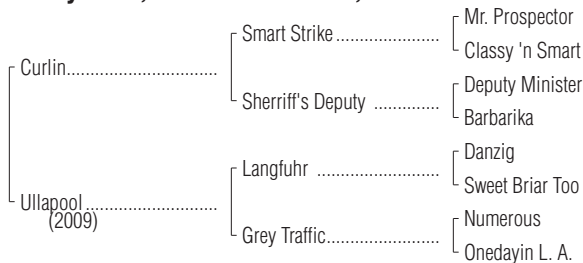 Mr. Prospector
Smart Strike
Classy 'n Smart
Curlin
Deputy Minister
Sherriff's Deputy
Barbarika
Danzig
Langfuhr
Sweet Briar Too
Ullapool
(2009)
Numerous
Grey Traffic
Onedayin L. A.